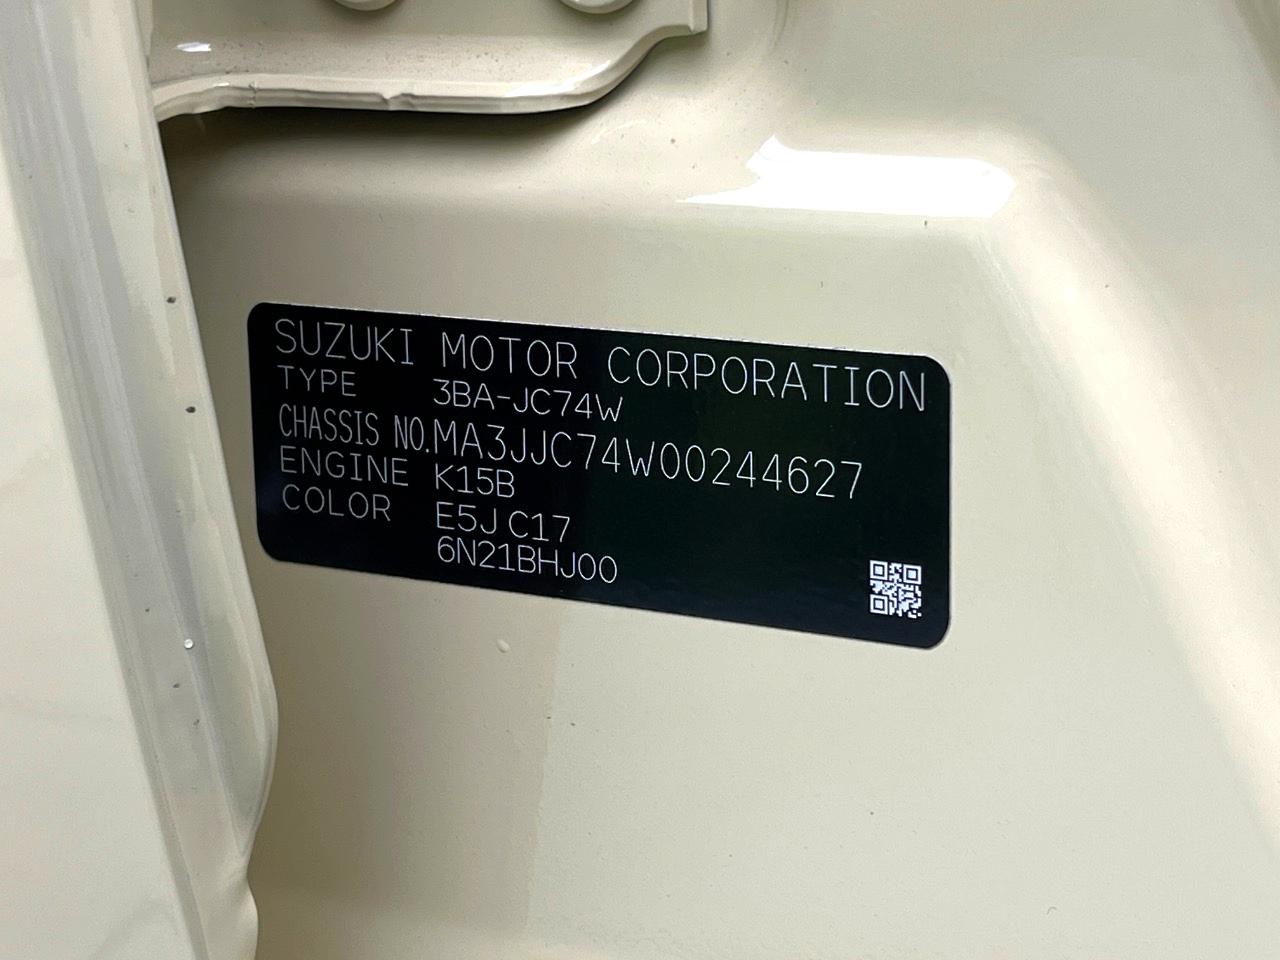 SUZUKI MOTOR CORPORATION
TYPE 3BA-JC74W
CHASSIS NO. MA3JJC74W00244627
ENGINE K15B
COLOR E5J C17
6N21BHJ00